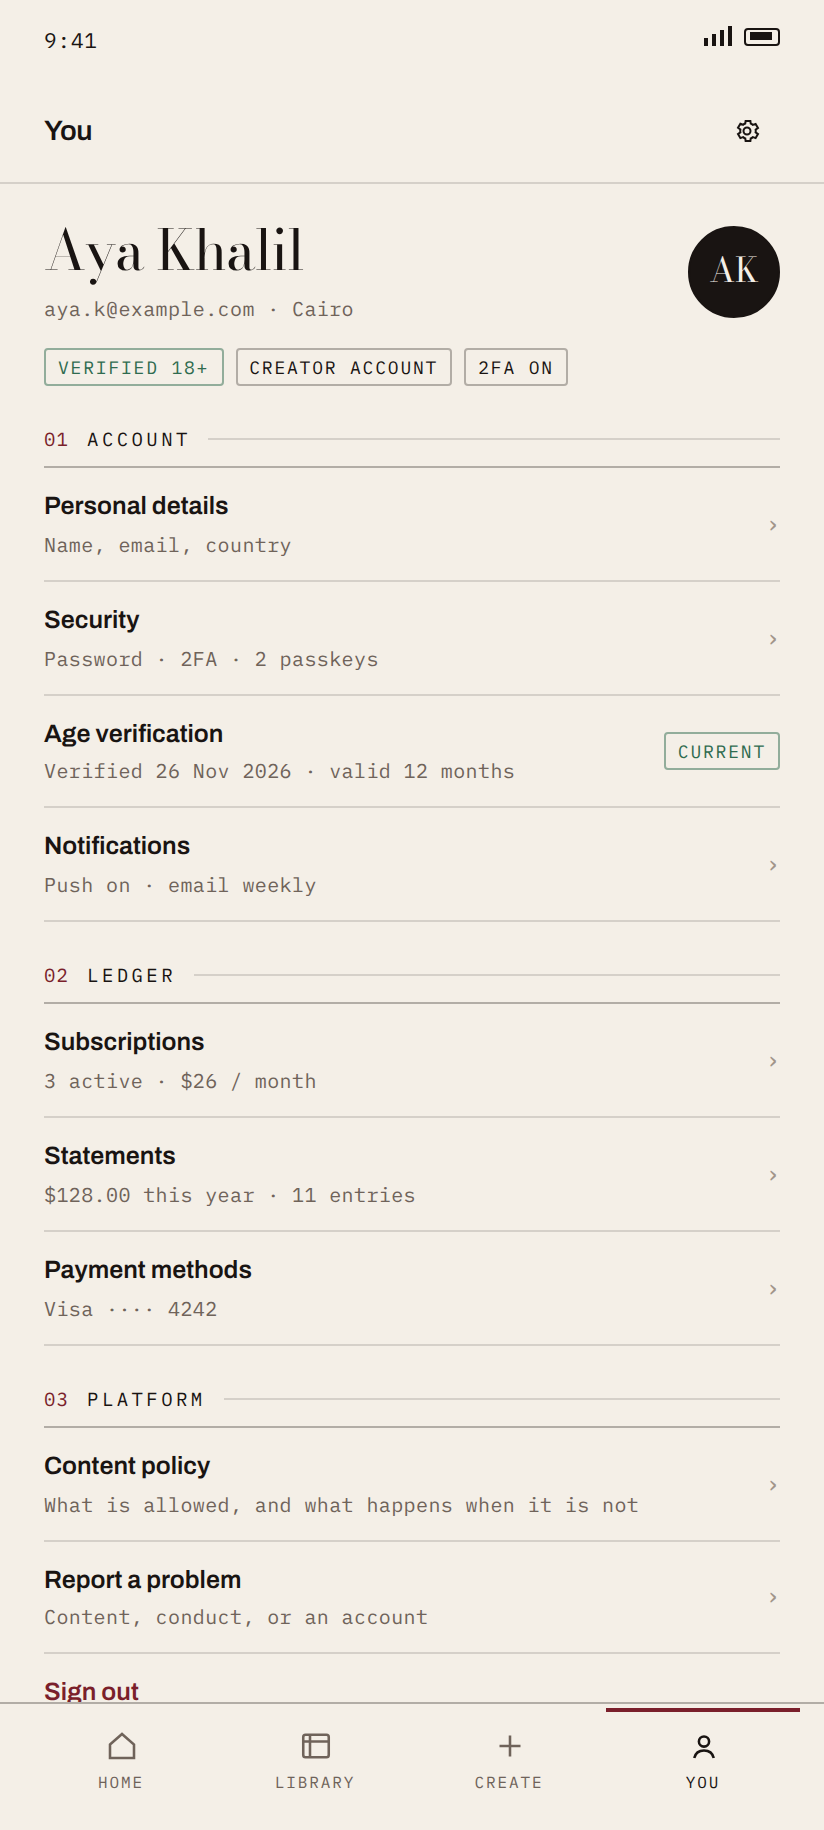 9:41
You
Aya Khalil
AK
aya.k@example.com · Cairo
VERIFIED 18+
CREATOR ACCOUNT
2FA ON
01 ACCOUNT
Personal details
Name, email, country
›
Security
Password · 2FA · 2 passkeys
›
Age verification
Verified 26 Nov 2026 · valid 12 months
CURRENT
Notifications
Push on · email weekly
›
02 LEDGER
Subscriptions
3 active · $26 / month
›
Statements
$128.00 this year · 11 entries
›
Payment methods
Visa ···· 4242
›
03 PLATFORM
Content policy
What is allowed, and what happens when it is not
›
Report a problem
Content, conduct, or an account
›
Sign out
HOME
LIBRARY
CREATE
YOU